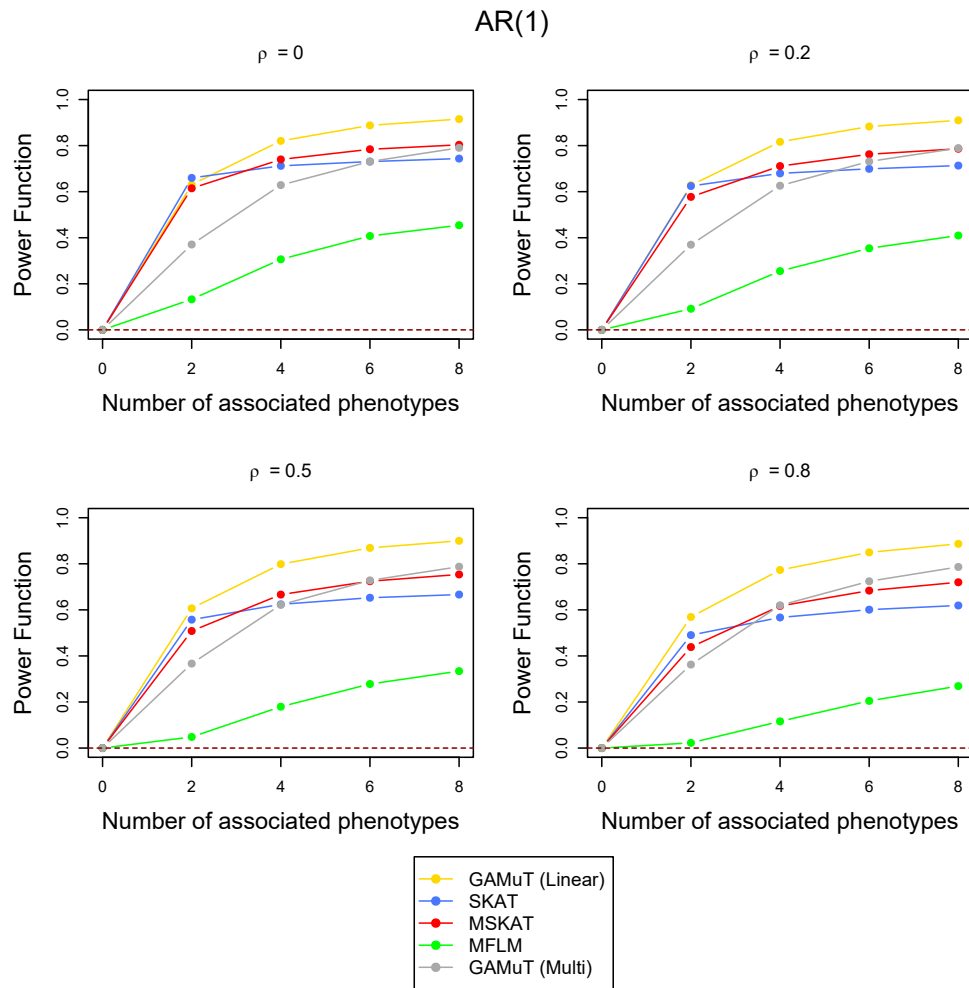 AR(1)
ρ = 0
ρ = 0.2
Power Function
0.0 0.2 0.4 0.6 0.8 1.0
0 2 4 6 8
Number of associated phenotypes
Power Function
0.0 0.2 0.4 0.6 0.8 1.0
0 2 4 6 8
Number of associated phenotypes
ρ = 0.5
ρ = 0.8
Power Function
0.0 0.2 0.4 0.6 0.8 1.0
0 2 4 6 8
Number of associated phenotypes
Power Function
0.0 0.2 0.4 0.6 0.8 1.0
0 2 4 6 8
Number of associated phenotypes
GAMuT (Linear)
SKAT
MSKAT
MFLM
GAMuT (Multi)